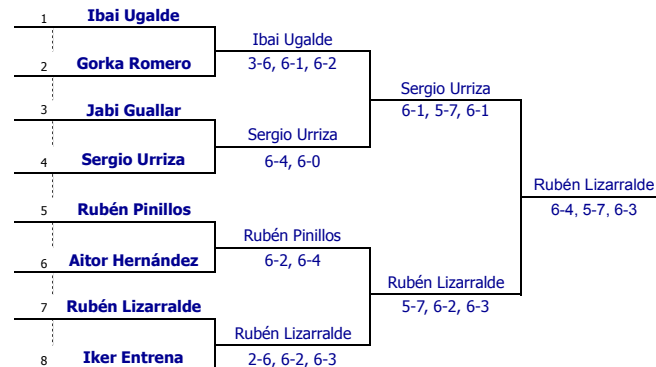 1 Ibai Ugalde
Ibai Ugalde
2 Gorka Romero
3-6, 6-1, 6-2
Sergio Urriza
3 Jabi Guallar
6-1, 5-7, 6-1
Sergio Urriza
4 Sergio Urriza
6-4, 6-0
Rubén Lizarralde
5 Rubén Pinillos
6-4, 5-7, 6-3
Rubén Pinillos
6 Aitor Hernández
6-2, 6-4
Rubén Lizarralde
7 Rubén Lizarralde
5-7, 6-2, 6-3
Rubén Lizarralde
8 Iker Entrena
2-6, 6-2, 6-3